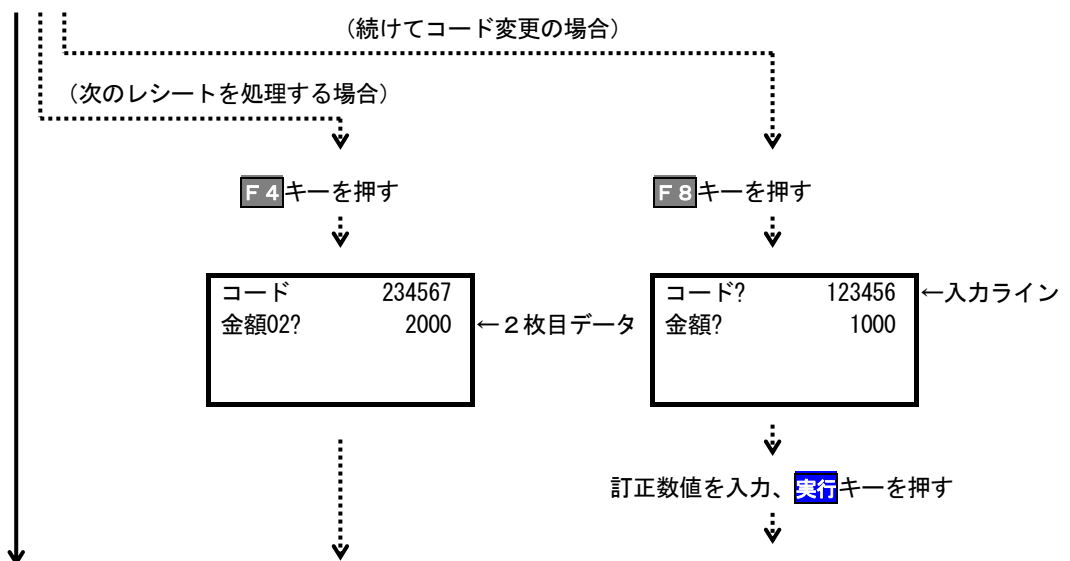 （続けてコード変更の場合）
（次のレシートを処理する場合）
Ｆ４キーを押す
Ｆ８キーを押す
コード 234567
金額02? 2000 ←２枚目データ
コード? 123456 ←入力ライン
金額? 1000
訂正数値を入力、実行キーを押す